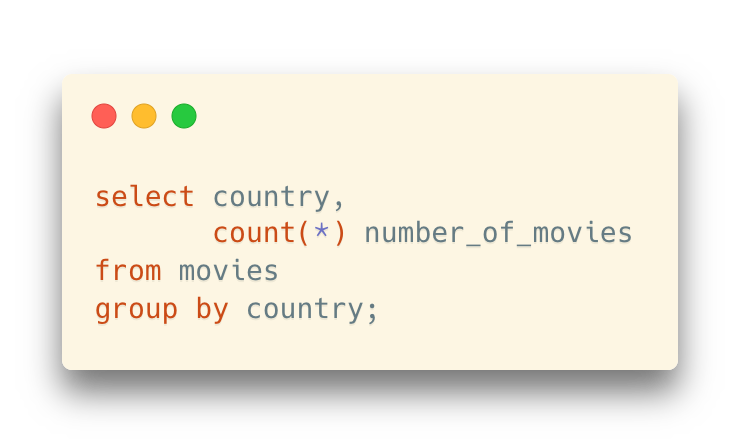 select country,
       count(*) number_of_movies
from movies
group by country;